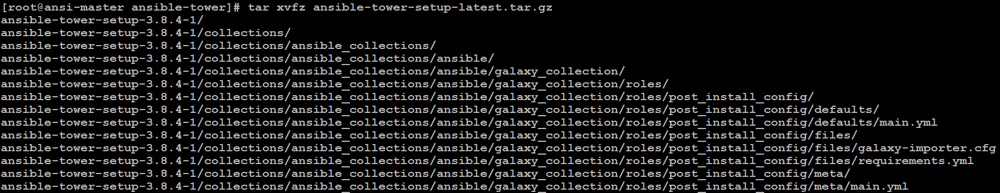 [root@ansi-master ansible-tower]# tar xvfz ansible-tower-setup-latest.tar.gz
ansible-tower-setup-3.8.4-1/
ansible-tower-setup-3.8.4-1/collections/
ansible-tower-setup-3.8.4-1/collections/ansible_collections/
ansible-tower-setup-3.8.4-1/collections/ansible_collections/ansible/
ansible-tower-setup-3.8.4-1/collections/ansible_collections/ansible/galaxy_collection/
ansible-tower-setup-3.8.4-1/collections/ansible_collections/ansible/galaxy_collection/roles/
ansible-tower-setup-3.8.4-1/collections/ansible_collections/ansible/galaxy_collection/roles/post_install_config/
ansible-tower-setup-3.8.4-1/collections/ansible_collections/ansible/galaxy_collection/roles/post_install_config/defaults/
ansible-tower-setup-3.8.4-1/collections/ansible_collections/ansible/galaxy_collection/roles/post_install_config/defaults/main.yml
ansible-tower-setup-3.8.4-1/collections/ansible_collections/ansible/galaxy_collection/roles/post_install_config/files/
ansible-tower-setup-3.8.4-1/collections/ansible_collections/ansible/galaxy_collection/roles/post_install_config/files/galaxy-importer.cfg
ansible-tower-setup-3.8.4-1/collections/ansible_collections/ansible/galaxy_collection/roles/post_install_config/files/requirements.yml
ansible-tower-setup-3.8.4-1/collections/ansible_collections/ansible/galaxy_collection/roles/post_install_config/meta/
ansible-tower-setup-3.8.4-1/collections/ansible_collections/ansible/galaxy_collection/roles/post_install_config/meta/main.yml